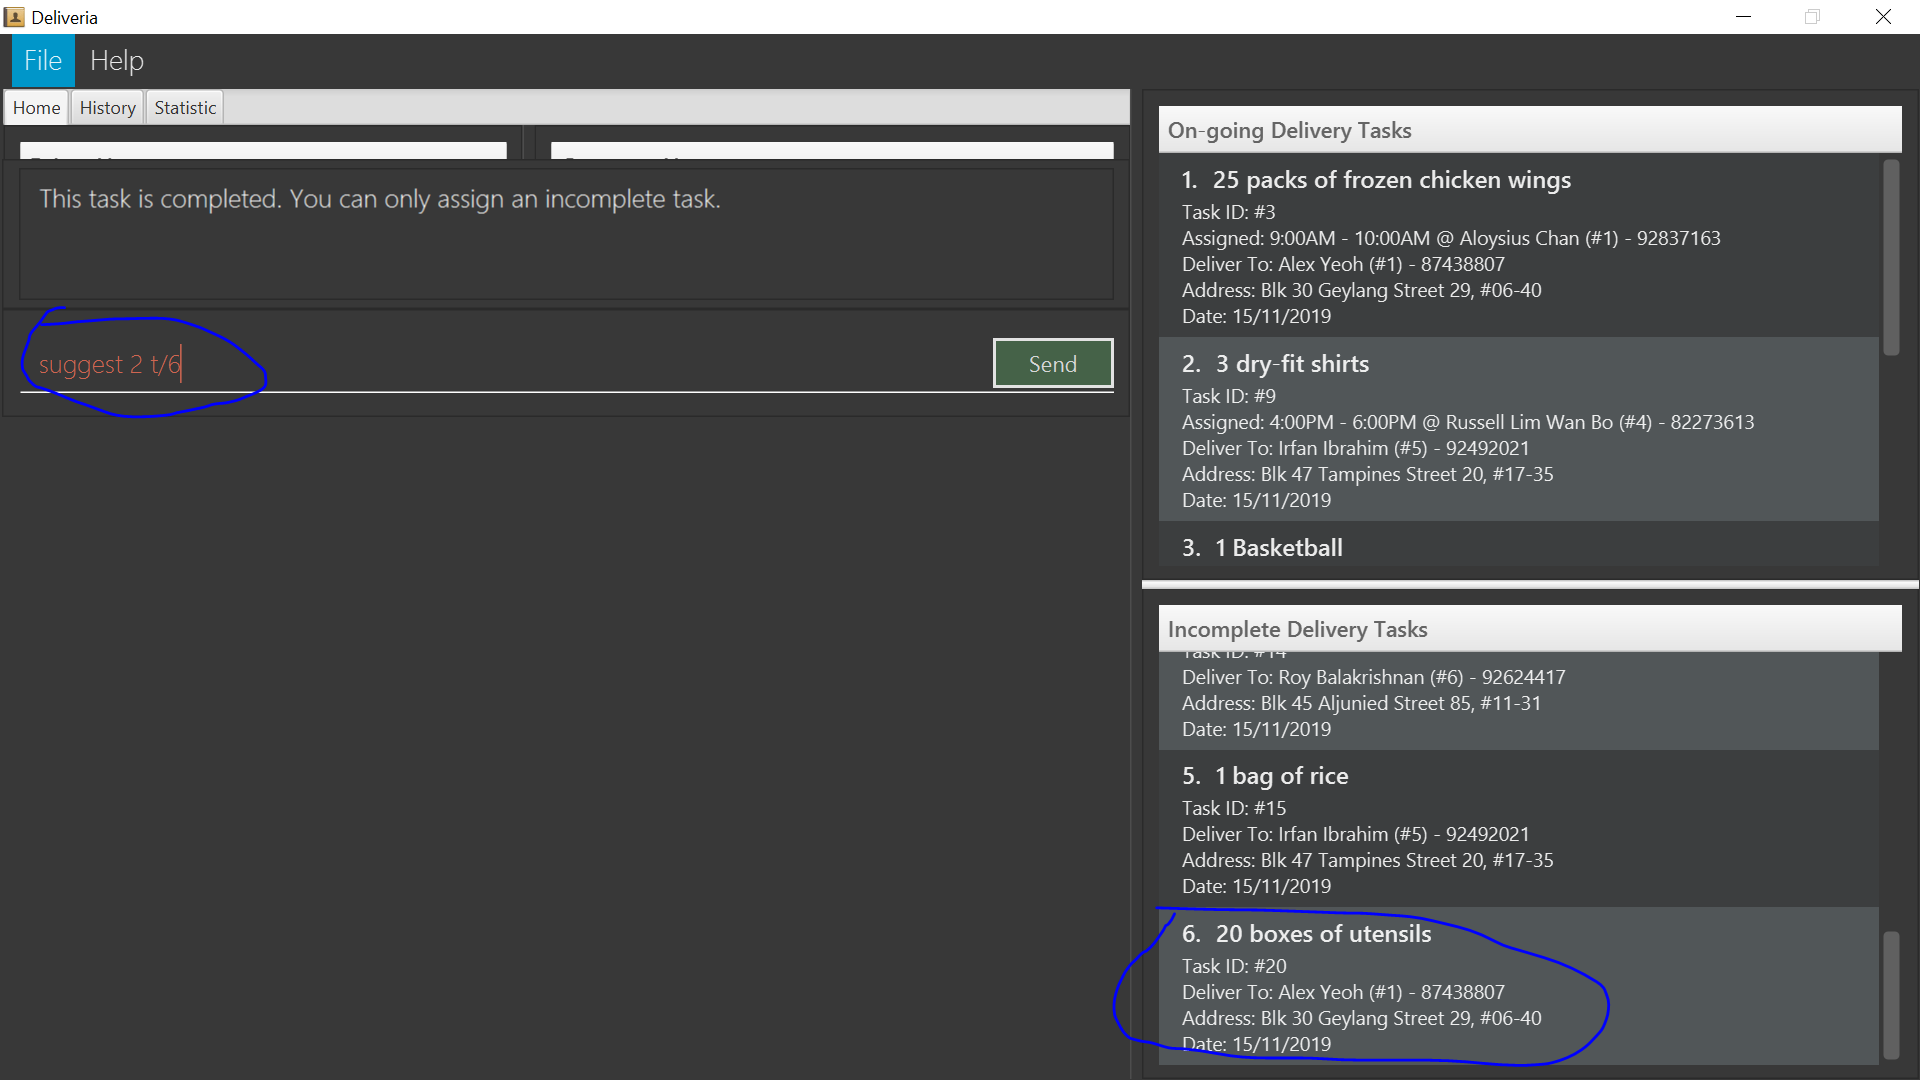 Deliveria
File Help
Home History Statistic
This task is completed. You can only assign an incomplete task.
suggest 2 t/6
Send
On-going Delivery Tasks
1. 25 packs of frozen chicken wings
Task ID: #3
Assigned: 9:00AM - 10:00AM @ Aloysius Chan (#1) - 92837163
Deliver To: Alex Yeoh (#1) - 87438807
Address: Blk 30 Geylang Street 29, #06-40
Date: 15/11/2019
2. 3 dry-fit shirts
Task ID: #9
Assigned: 4:00PM - 6:00PM @ Russell Lim Wan Bo (#4) - 82273613
Deliver To: Irfan Ibrahim (#5) - 92492021
Address: Blk 47 Tampines Street 20, #17-35
Date: 15/11/2019
3. 1 Basketball
Incomplete Delivery Tasks
Task ID: #14
Deliver To: Roy Balakrishnan (#6) - 92624417
Address: Blk 45 Aljunied Street 85, #11-31
Date: 15/11/2019
5. 1 bag of rice
Task ID: #15
Deliver To: Irfan Ibrahim (#5) - 92492021
Address: Blk 47 Tampines Street 20, #17-35
Date: 15/11/2019
6. 20 boxes of utensils
Task ID: #20
Deliver To: Alex Yeoh (#1) - 87438807
Address: Blk 30 Geylang Street 29, #06-40
Date: 15/11/2019